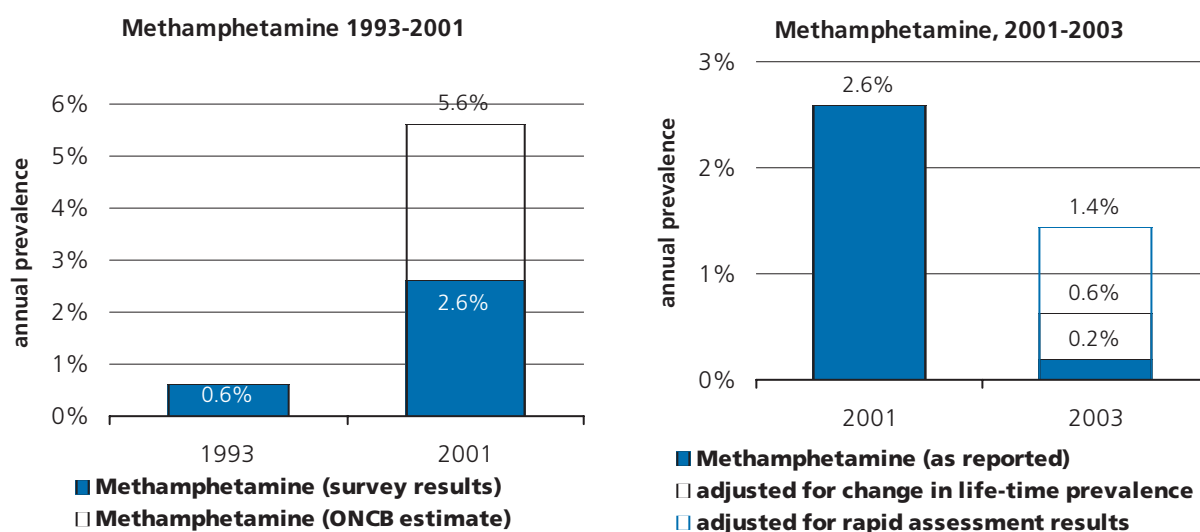 Methamphetamine 1993-2001
annual prevalence
6%
5%
4%
3%
2%
1%
0%
5.6%
2.6%
0.6%
1993 2001
Methamphetamine (survey results)
Methamphetamine (ONCB estimate)
Methamphetamine, 2001-2003
annual prevalence
3%
2%
1%
0%
2.6%
1.4%
0.6%
0.2%
2001 2003
Methamphetamine (as reported)
adjusted for change in life-time prevalence
adjusted for rapid assessment results